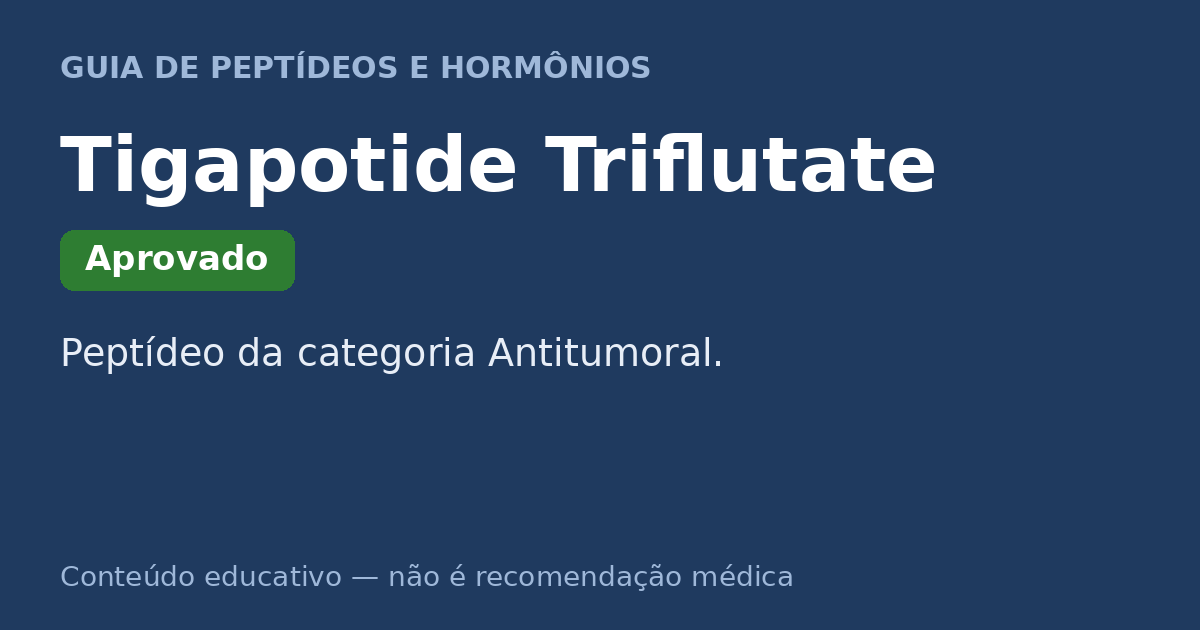 GUIA DE PEPTÍDEOS E HORMÔNIOS
Tigapotide Triflutate
Aprovado
Peptídeo da categoria Antitumoral.
Conteúdo educativo — não é recomendação médica